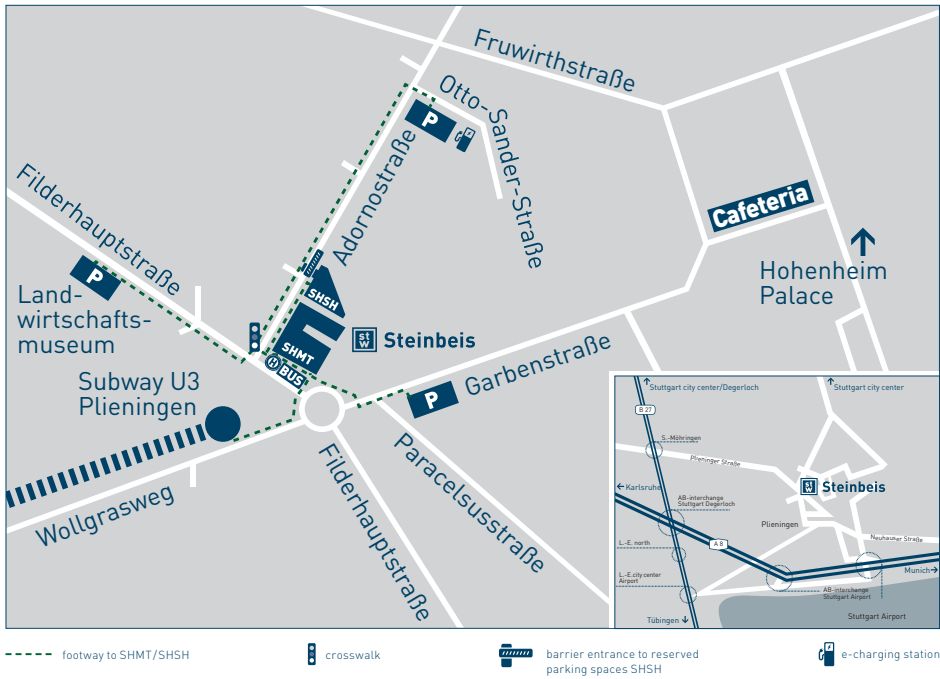 Fruwirthstraße
Otto-Sander-Straße
P
Adornostraße
Filderhauptstraße
P
Cafeteria
Hohenheim
Palace
Land-
wirtschafts-
museum
SHSH
SHMT
st
w
Steinbeis
H BUS
Garbenstraße
P
Subway U3
Plieningen
Wollgrasweg
Filderhauptstraße
Paracelsusstraße
Stuttgart city center/Degerloch
Stuttgart city center
B 27
S.-Möhringen
Plieninger Straße
st
w
Steinbeis
Karlsruhe
AB-interchange
Stuttgart Degerloch
Plieningen
Neuhauser Straße
L.-E. north
A 8
Munich
L.-E.city center
Airport
AB-interchange
Stuttgart Airport
Stuttgart Airport
Tübingen
footway to SHMT/SHSH
crosswalk
barrier entrance to reserved
parking spaces SHSH
e-charging station